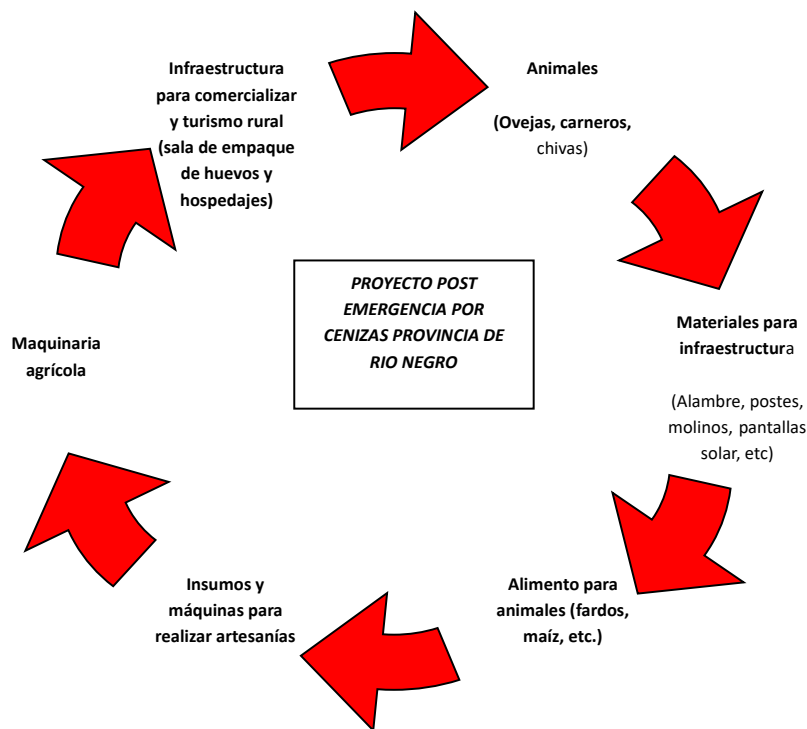 Infraestructura
para comercializar
y turismo rural
(sala de empaque
de huevos y
hospedajes)
Animales
(Ovejas, carneros,
chivas)
PROYECTO POST
EMERGENCIA POR
CENIZAS PROVINCIA DE
RIO NEGRO
Materiales para
infraestructura
(Alambre, postes,
molinos, pantallas
solar, etc)
Maquinaria
agrícola
Insumos y
máquinas para
realizar artesanías
Alimento para
animales (fardos,
maíz, etc.)